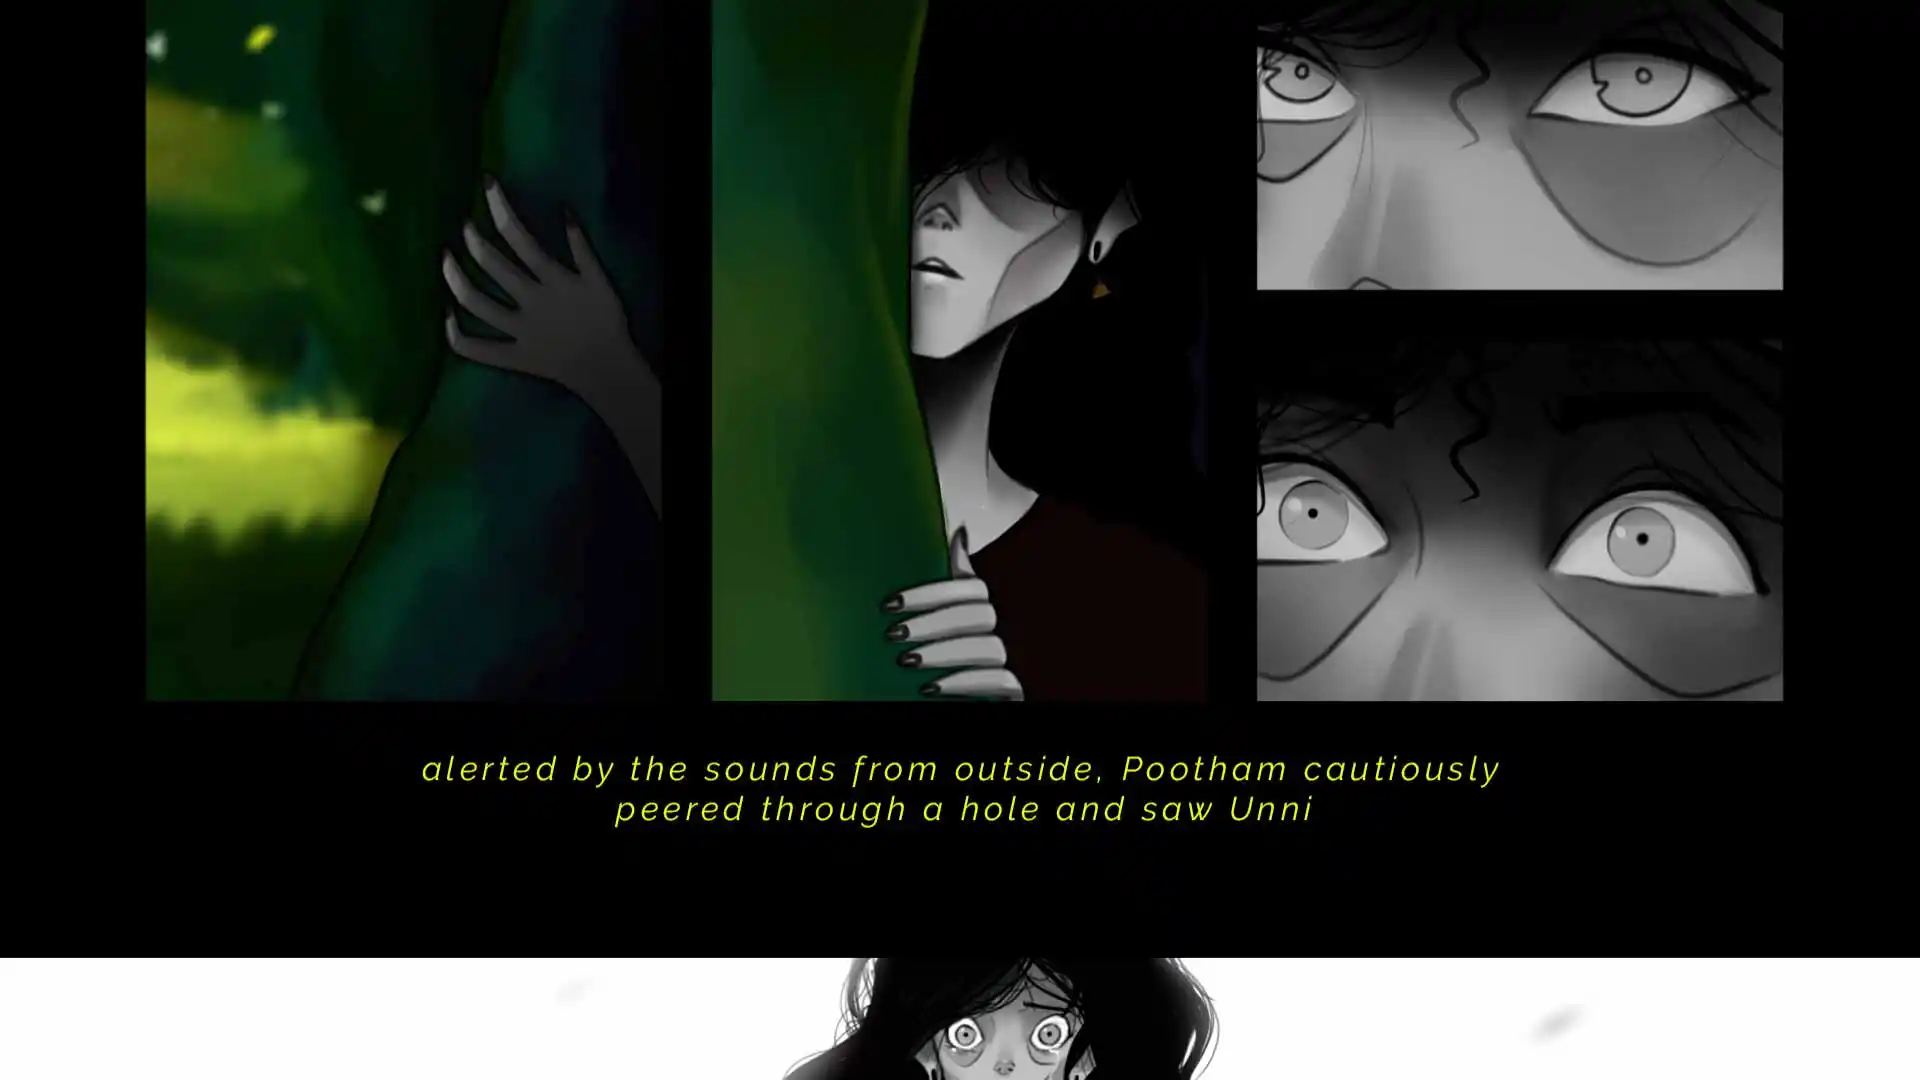 alerted by the sounds from outside, Pootham cautiously
peered through a hole and saw Unni